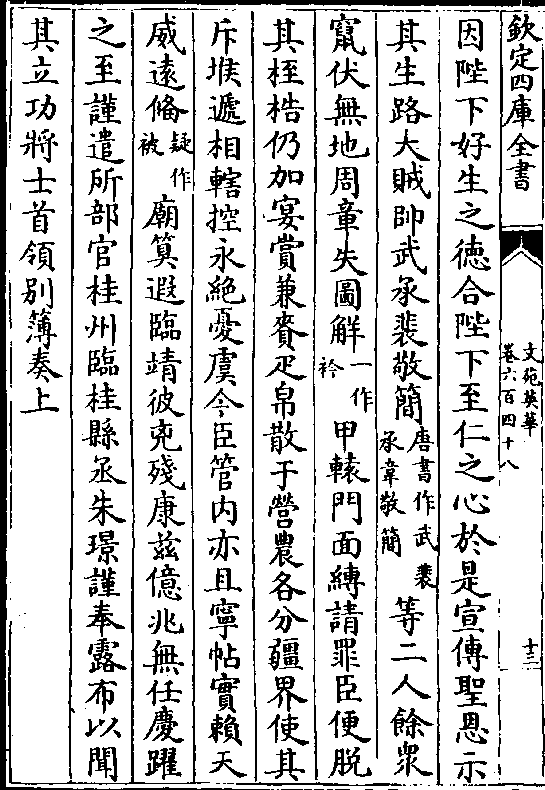 欽定四庫全書
文苑英華
卷六百四十八
十三
因陛下好生之德合陛下至仁之心於是宣傳聖恩示
其生路大賊帥武承裴敬簡唐書作武裴承韋敬簡等二人餘衆
竄伏無地周章失圖解一作衿甲轅門面縛請罪臣便脫
其桎梏仍加宴賞兼賚疋帛散于營農各分疆界使其
斥堠遞相轄控永絶憂虞今臣管内亦且寧帖實賴天
威遠俻疑作被廟筭遐臨靖彼兇殘康兹億兆無任慶躍
之至謹遣所部官桂州臨桂縣丞朱璟謹奉露布以聞
其立功將士首領别簿奏上